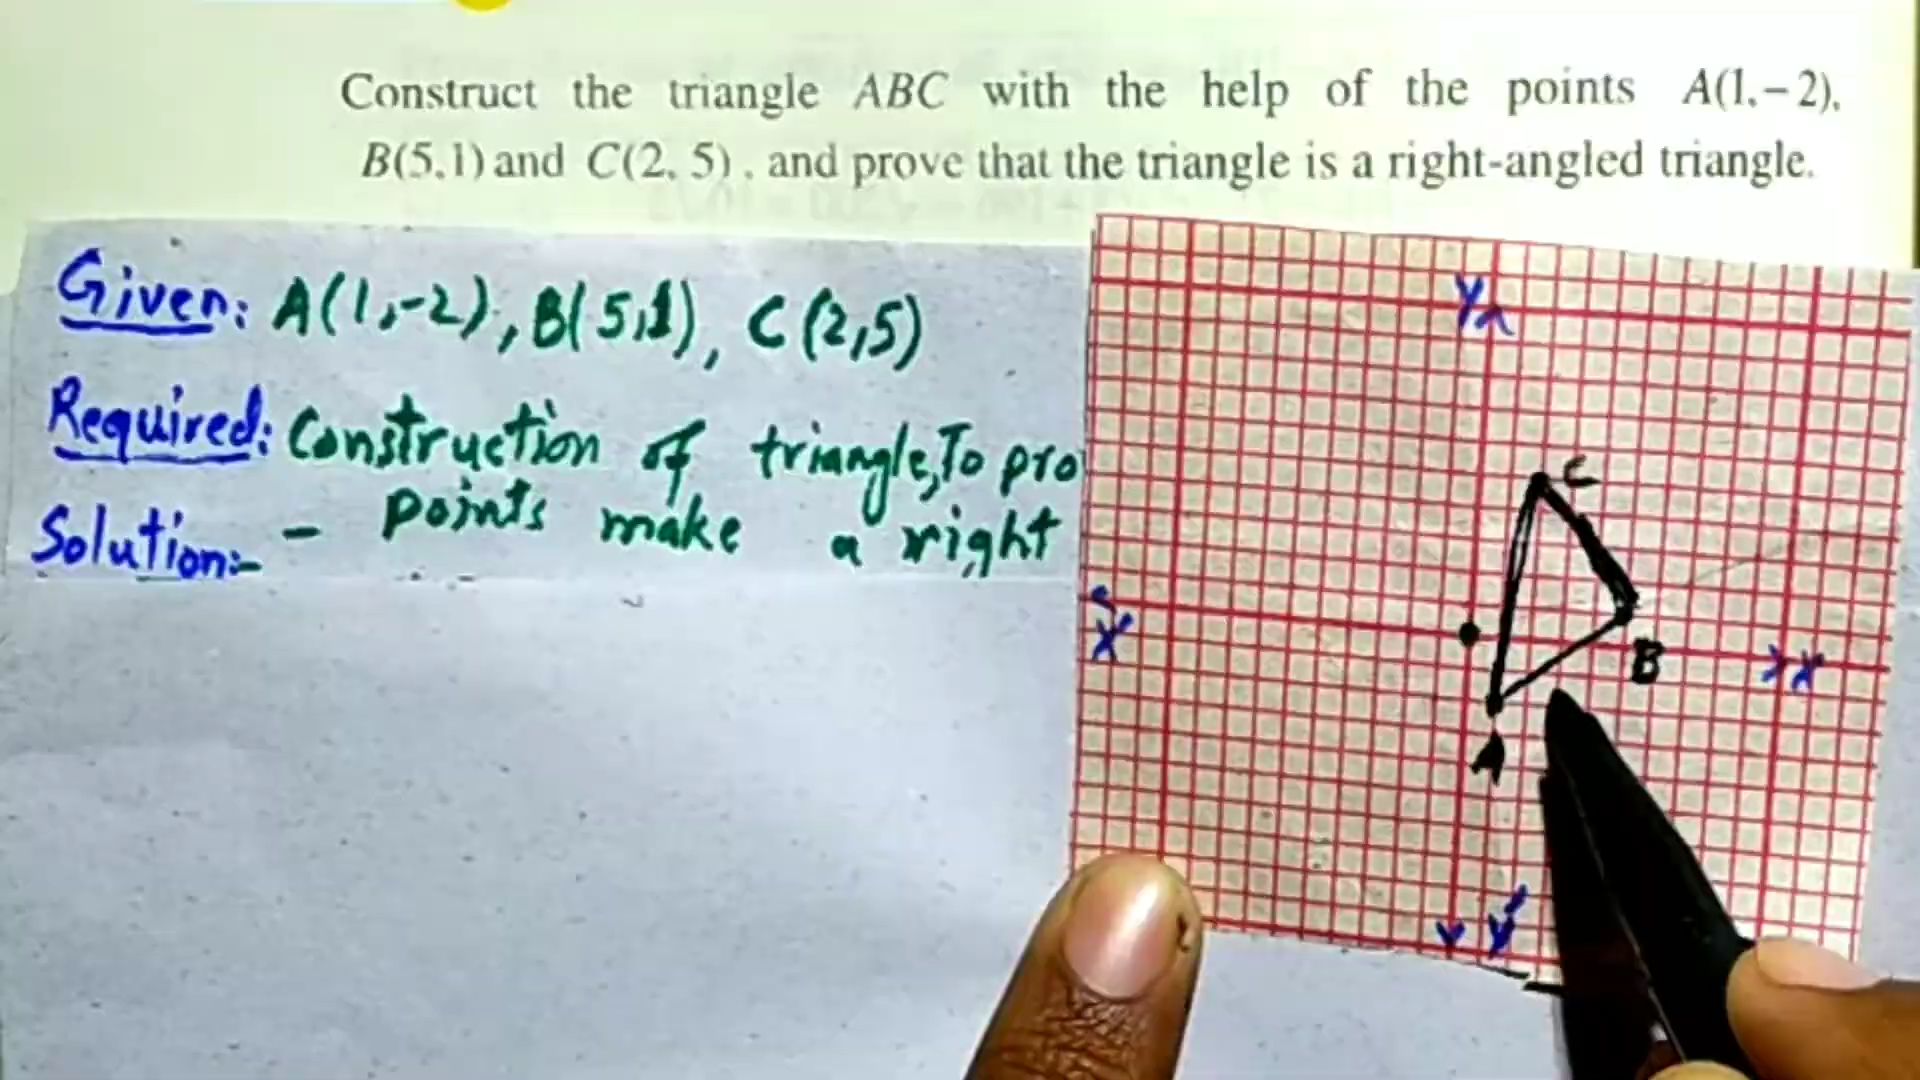 Construct the triangle ABC with the help of the points A(1,-2),
B(5,1) and C(2, 5), and prove that the triangle is a right-angled triangle.
Given: A(1,-2), B(5,1), C(2,5)
Required: Construction of triangle, To pro
- points make a right
Solution:-
Y
C
X'
B
X
A
Y'